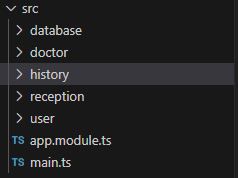 src
database
doctor
history
reception
user
TS app.module.ts
TS main.ts